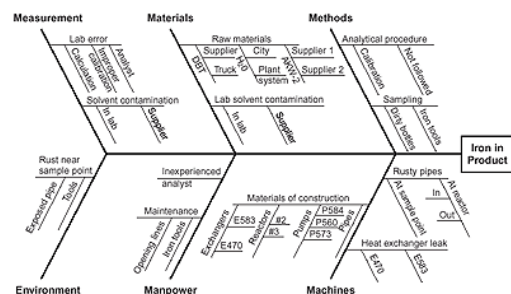 Measurement
Materials
Methods
Lab error
Calculation
Improper
calibration
Analyst
Solvent contamination
In lab
Supplier
Raw materials
Supplier
City
Supplier 1
DBT
H2O
AKW-2
Truck
Plant
system
Supplier 2
Lab solvent contamination
In lab
Supplier
Analytical procedure
Calibration
Not followed
Sampling
Dirty bottles
Iron tools
Iron in
Product
Rust near
sample point
Exposed pipe
Tools
Inexperienced
analyst
Maintenance
Opening lines
Iron tools
Materials of construction
Exchangers
E583
E470
Reactors
#2
#3
Pumps
P584
P560
P573
Pipes
Rusty pipes
At sample point
At reactor
In
Out
Heat exchanger leak
E470
E583
Environment
Manpower
Machines